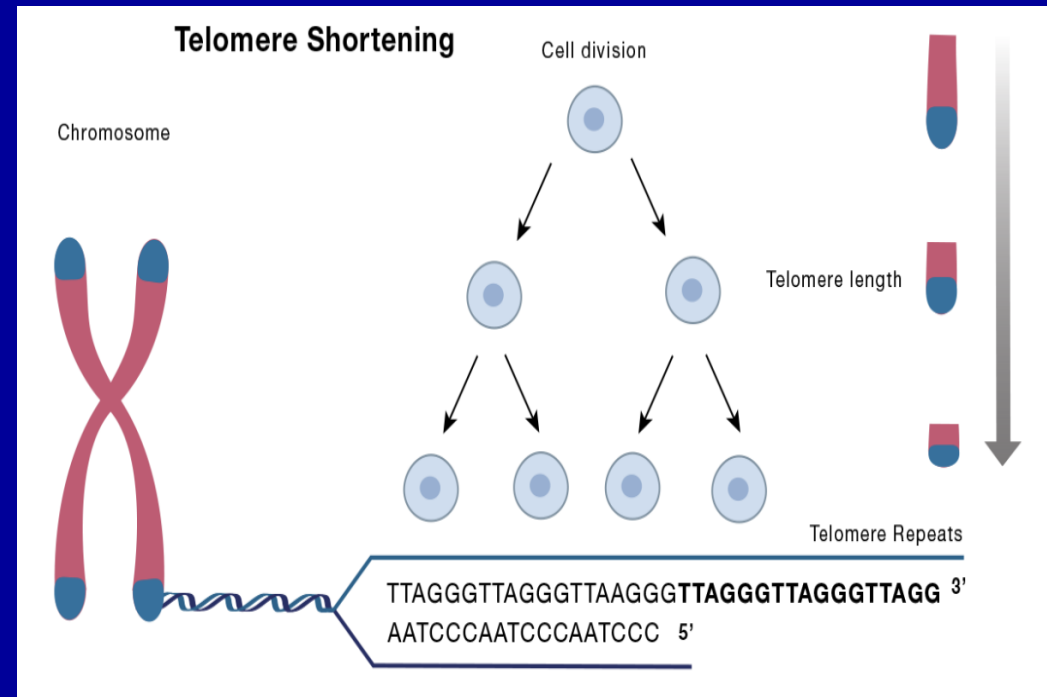 Telomere Shortening
Cell division
Chromosome
Telomere length
Telomere Repeats
TTAGGGTTAGGGTTAAGGGTTAGGGTTAGGGTTAGG 3’
AATCCCAATCCCAATCCC 5’